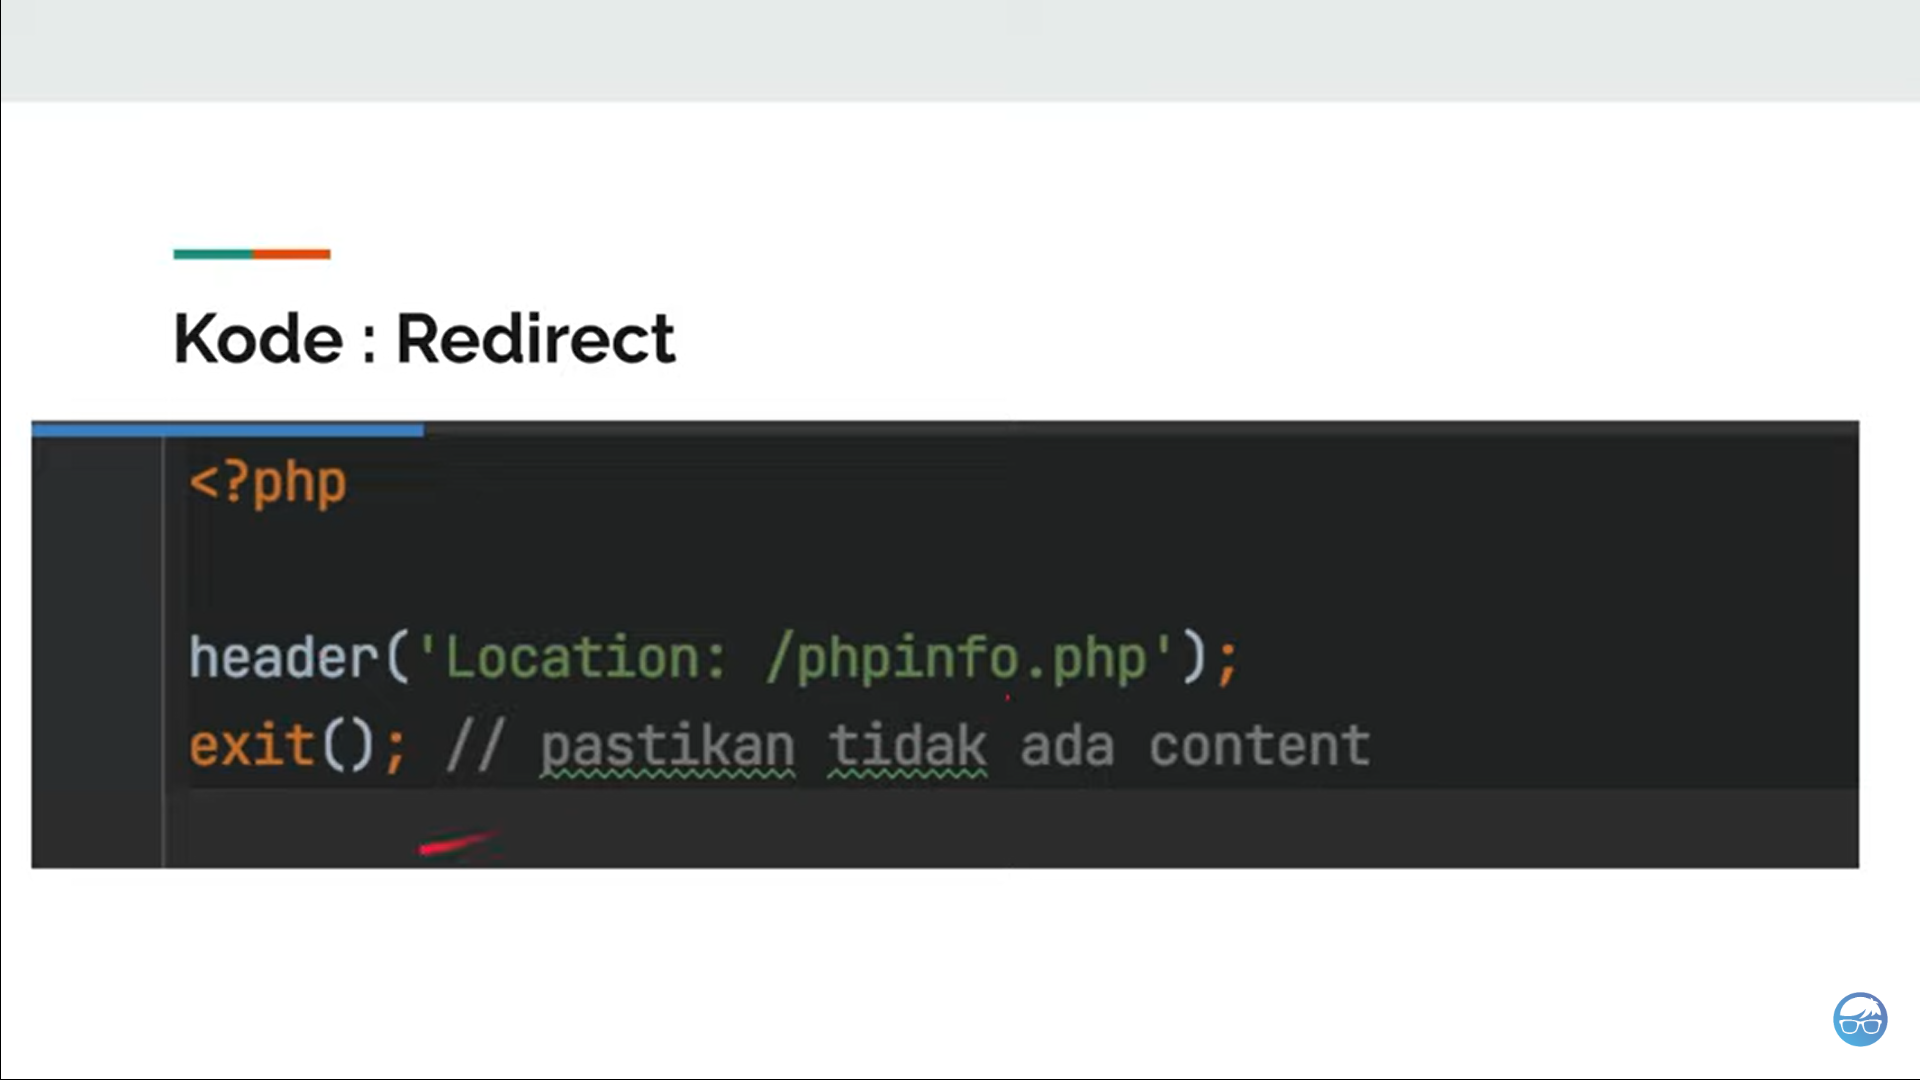 Kode : Redirect
<?php
header('Location: /phpinfo.php');
exit(); // pastikan tidak ada content